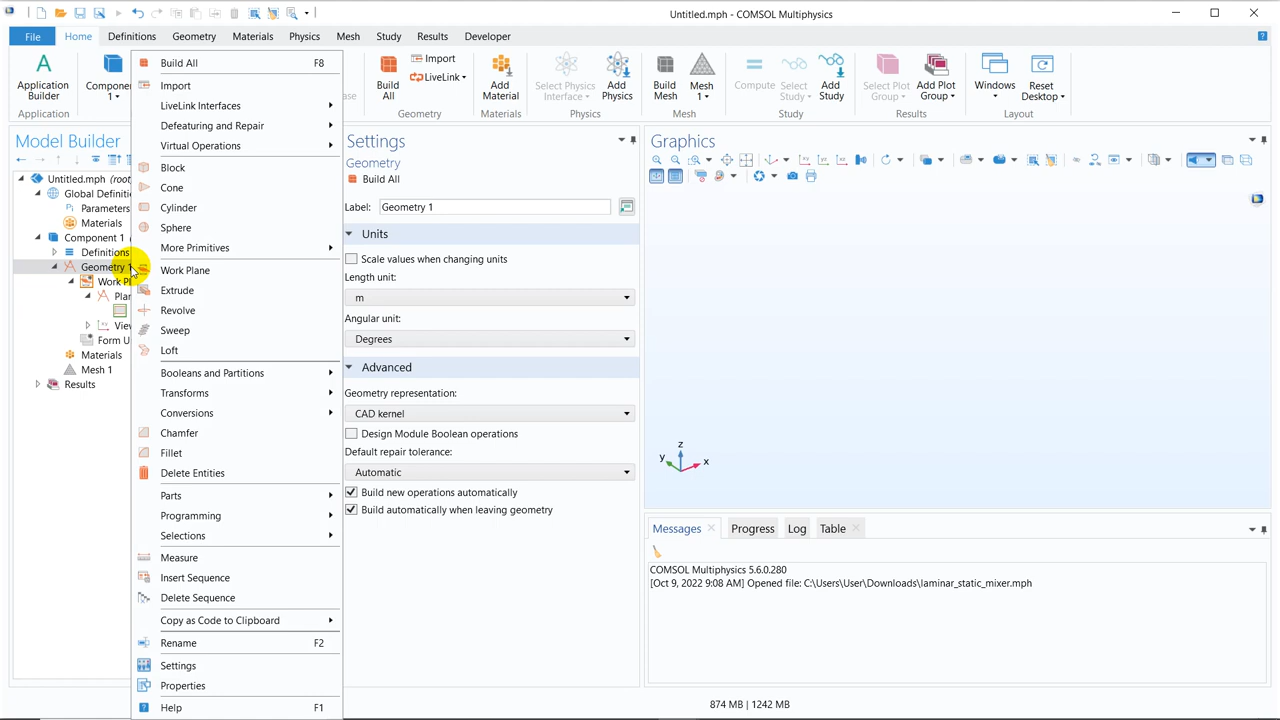 Untitled.mph - COMSOL Multiphysics
File Home Definitions Geometry Materials Physics Mesh Study Results Developer
Application Builder
Component 1
Build All
Import
LiveLink
Add Material
Select Physics Interface
Add Physics
Build Mesh
Mesh 1
Compute
Select Study
Add Study
Select Plot Group
Add Plot Group
Windows
Reset Desktop
Application Geometry Materials Physics Mesh Study Results Layout
Model Builder
Untitled.mph (root
Global Definiti
Parameters
Materials
Component 1 (
Definitions
Geometry 1
Work Pl
Plan
View
Form U
Materials
Mesh 1
Results
Build All F8
Import
LiveLink Interfaces
Defeaturing and Repair
Virtual Operations
Block
Cone
Cylinder
Sphere
More Primitives
Work Plane
Extrude
Revolve
Sweep
Loft
Booleans and Partitions
Transforms
Conversions
Chamfer
Fillet
Delete Entities
Parts
Programming
Selections
Measure
Insert Sequence
Delete Sequence
Copy as Code to Clipboard
Rename F2
Settings
Properties
Help F1
Settings
Geometry
Build All
Label: Geometry 1
Units
Scale values when changing units
Length unit:
m
Angular unit:
Degrees
Advanced
Geometry representation:
CAD kernel
Design Module Boolean operations
Default repair tolerance:
Automatic
Build new operations automatically
Build automatically when leaving geometry
Graphics
z
y x
Messages Progress Log Table
COMSOL Multiphysics 5.6.0.280
[Oct 9, 2022 9:08 AM] Opened file: C:\Users\User\Downloads\laminar_static_mixer.mph
874 MB | 1242 MB